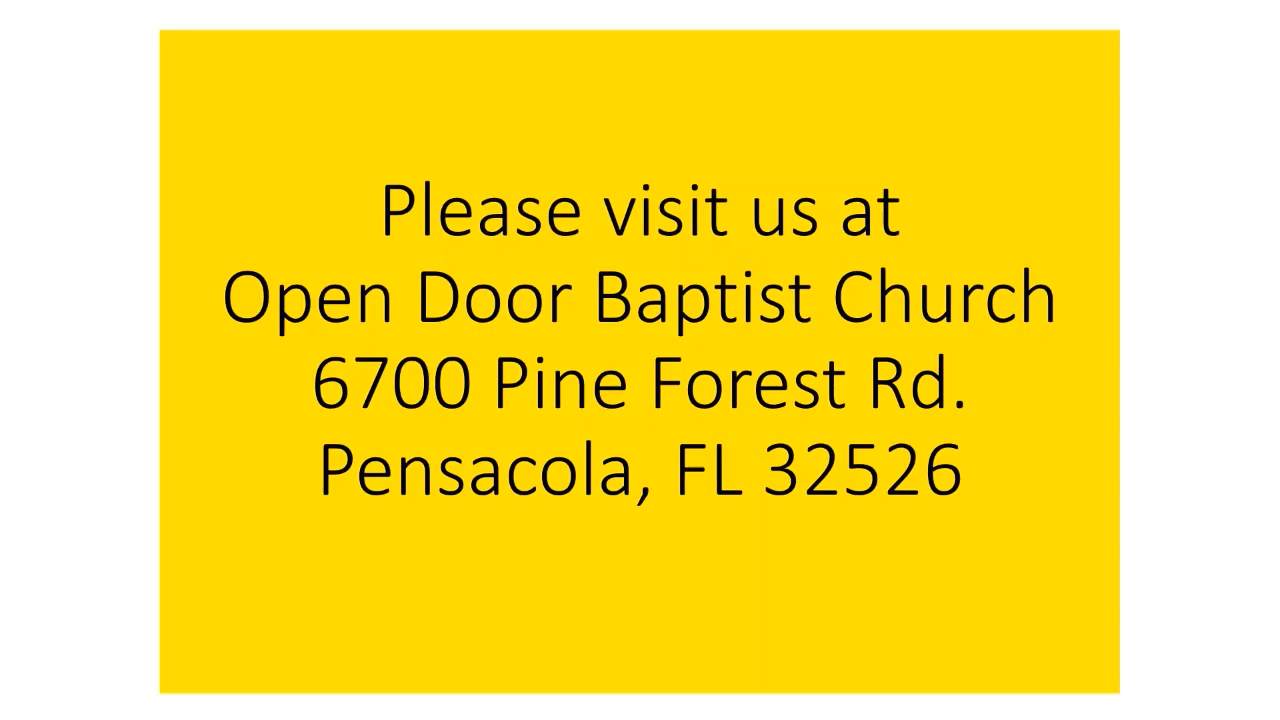 Please visit us at
Open Door Baptist Church
6700 Pine Forest Rd.
Pensacola, FL 32526